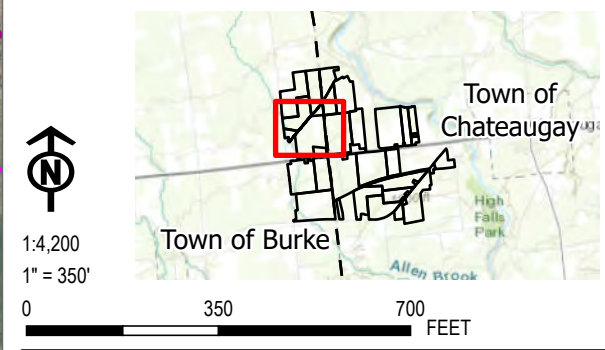 N
1:4,200
1" = 350'
0 350 700
FEET
Town of
Chateaugay
Town of Burke
High
Falls
Park
Allen Brook